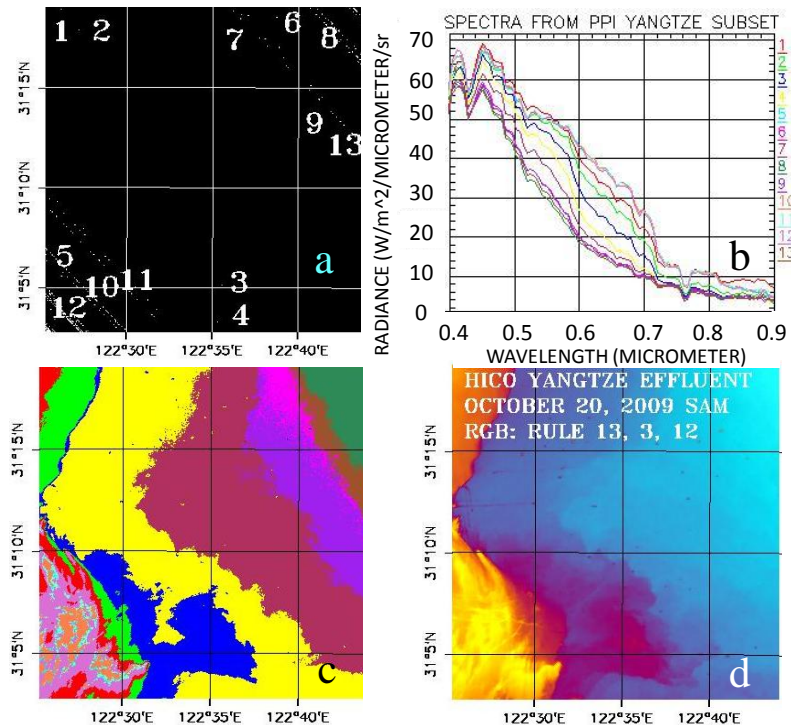 1 2 7 6 8
9
13
5
10 11 3
12 4
a
31°15'N
31°10'N
31°5'N
122°30'E 122°35'E 122°40'E
SPECTRA FROM PPI YANGTZE SUBSET
RADIANCE (W/m^2/MICROMETER/sr
70
60
50
40
30
20
10
0
0.4 0.5 0.6 0.7 0.8 0.9
WAVELENGTH (MICROMETER)
1
2
3
4
5
6
7
8
9
10
11
12
13
b
31°15'N
31°10'N
31°5'N
122°30'E 122°35'E 122°40'E
c
HICO YANGTZE EFFLUENT
OCTOBER 20, 2009 SAM
RGB: RULE 13, 3, 12
31°15'N
31°10'N
31°5'N
122°30'E 122°35'E 122°40'E
d